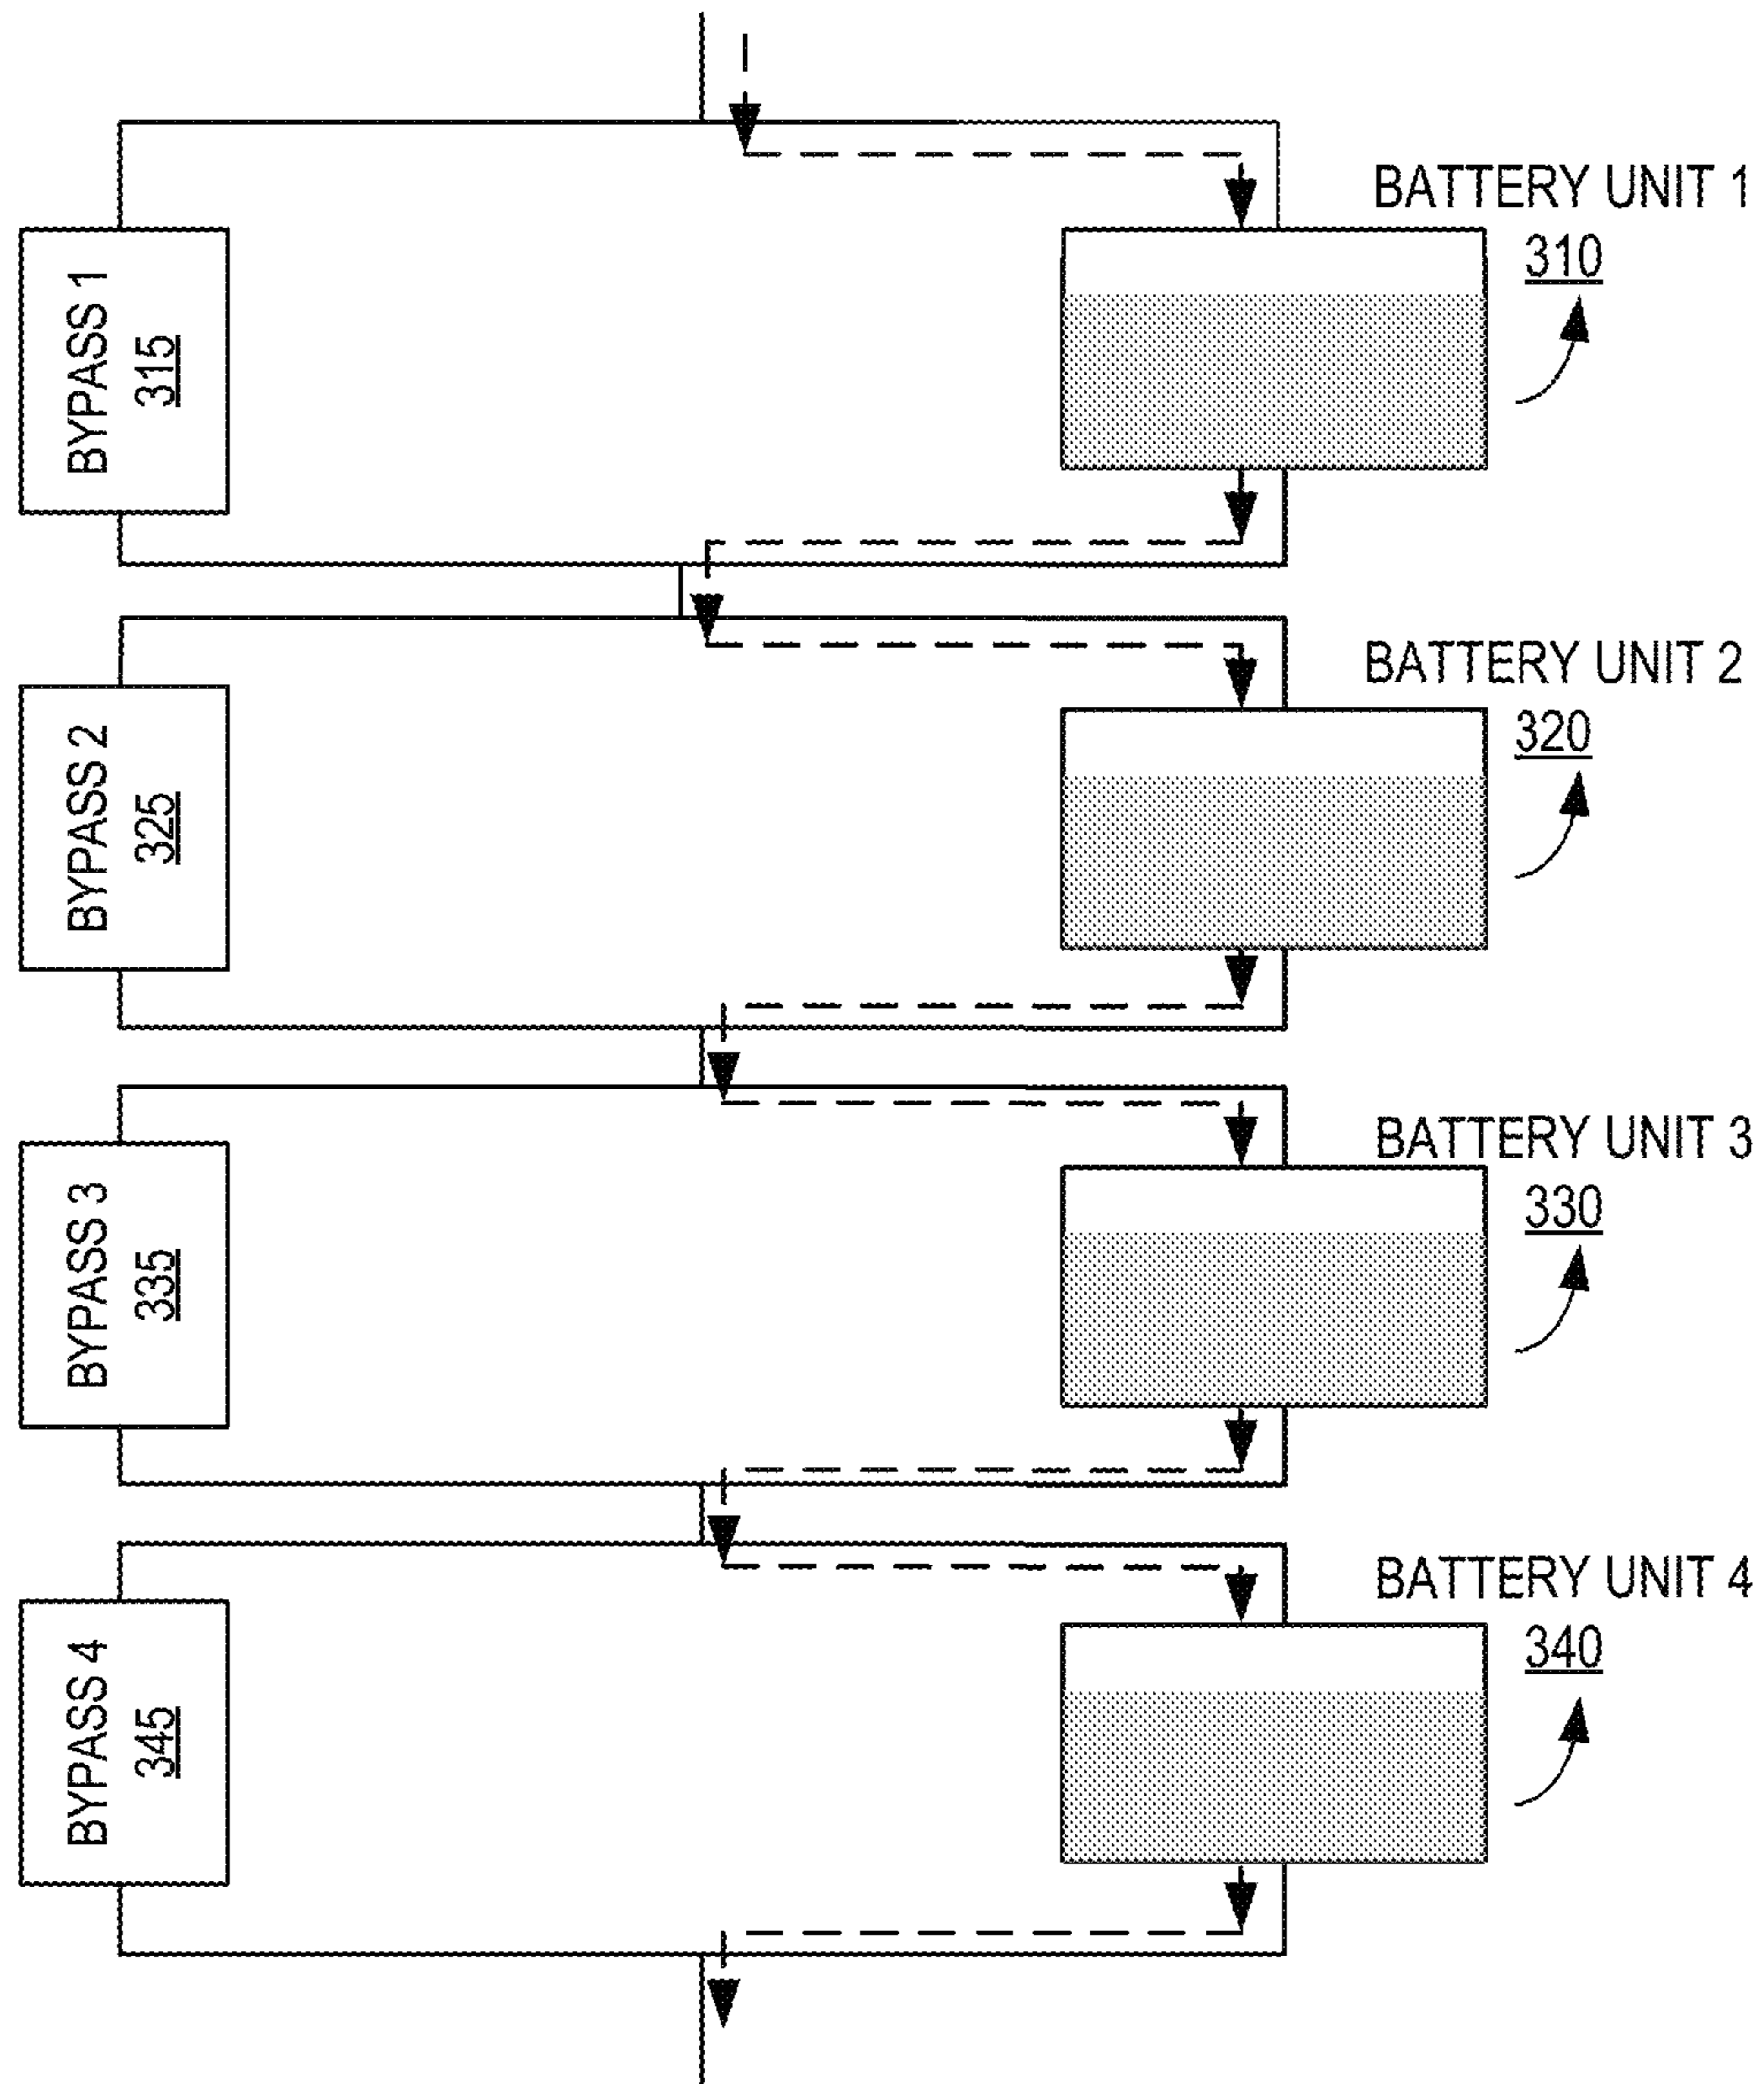 BATTERY UNIT 1
310
BYPASS 1
315
BATTERY UNIT 2
320
BYPASS 2
325
BATTERY UNIT 3
330
BYPASS 3
335
BATTERY UNIT 4
340
BYPASS 4
345